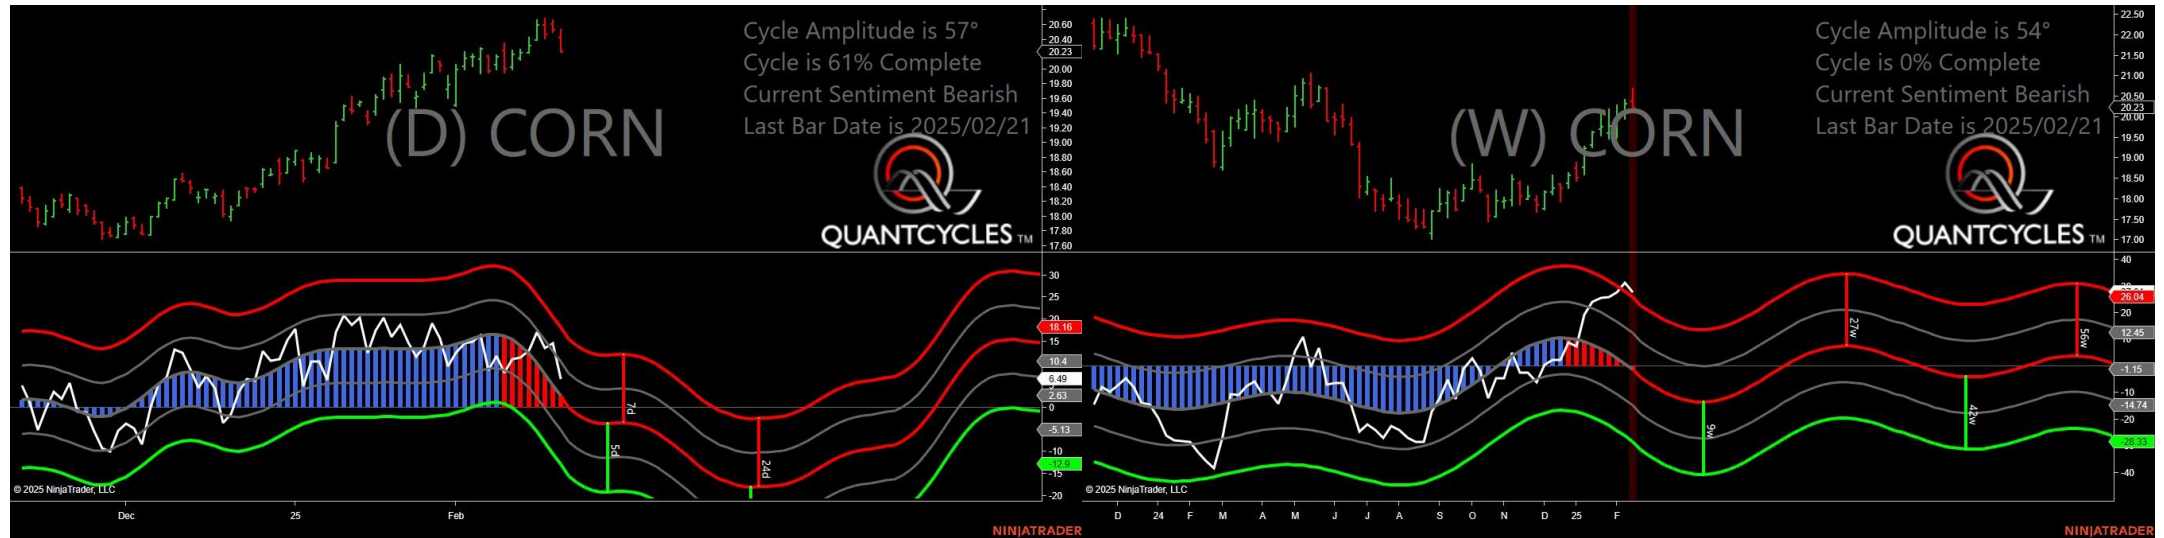 Cycle Amplitude is 57°
Cycle is 61% Complete
Current Sentiment Bearish
Last Bar Date is 2025/02/21
(D) CORN
QUANTCYCLES TM
20.60
20.40
20.23
20.00
19.80
19.60
19.40
19.20
19.00
18.80
18.60
18.40
18.20
18.00
17.80
17.60
30
25
20
18.16
15
10.4
6.49
2.63
0
-5.13
-10
-12.9
-15
-20
7d
5d
24d
© 2025 NinjaTrader, LLC
Dec
25
Feb
NINJATRADER
Cycle Amplitude is 54°
Cycle is 0% Complete
Current Sentiment Bearish
Last Bar Date is 2025/02/21
(W) CORN
QUANTCYCLES TM
22.50
22.00
21.50
21.00
20.50
20.23
20.00
19.50
19.00
18.50
18.00
17.50
17.00
40
26.04
20
12.45
10
-1.15
-10
-14.74
-20
-28.33
-40
27w
56w
9w
42w
© 2025 NinjaTrader, LLC
D 24 F M A M J J A S O N D 25 F
NINJATRADER